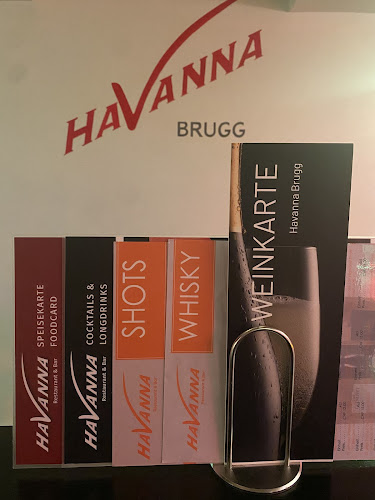 HAVANNA
BRUGG
HAVANNA
Restaurant & Bar
SPEISEKARTE
FOODCARD
HAVANNA
Restaurant & Bar
COCKTAILS &
LONGDRINKS
HAVANNA
SHOTS
HAVANNA
WHISKY
WEINKARTE
Havanna Brugg